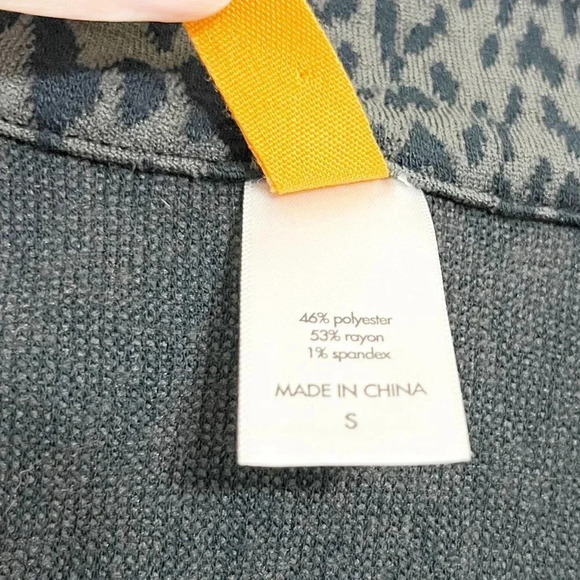 46% polyester
53% rayon
1% spandex
MADE IN CHINA
S